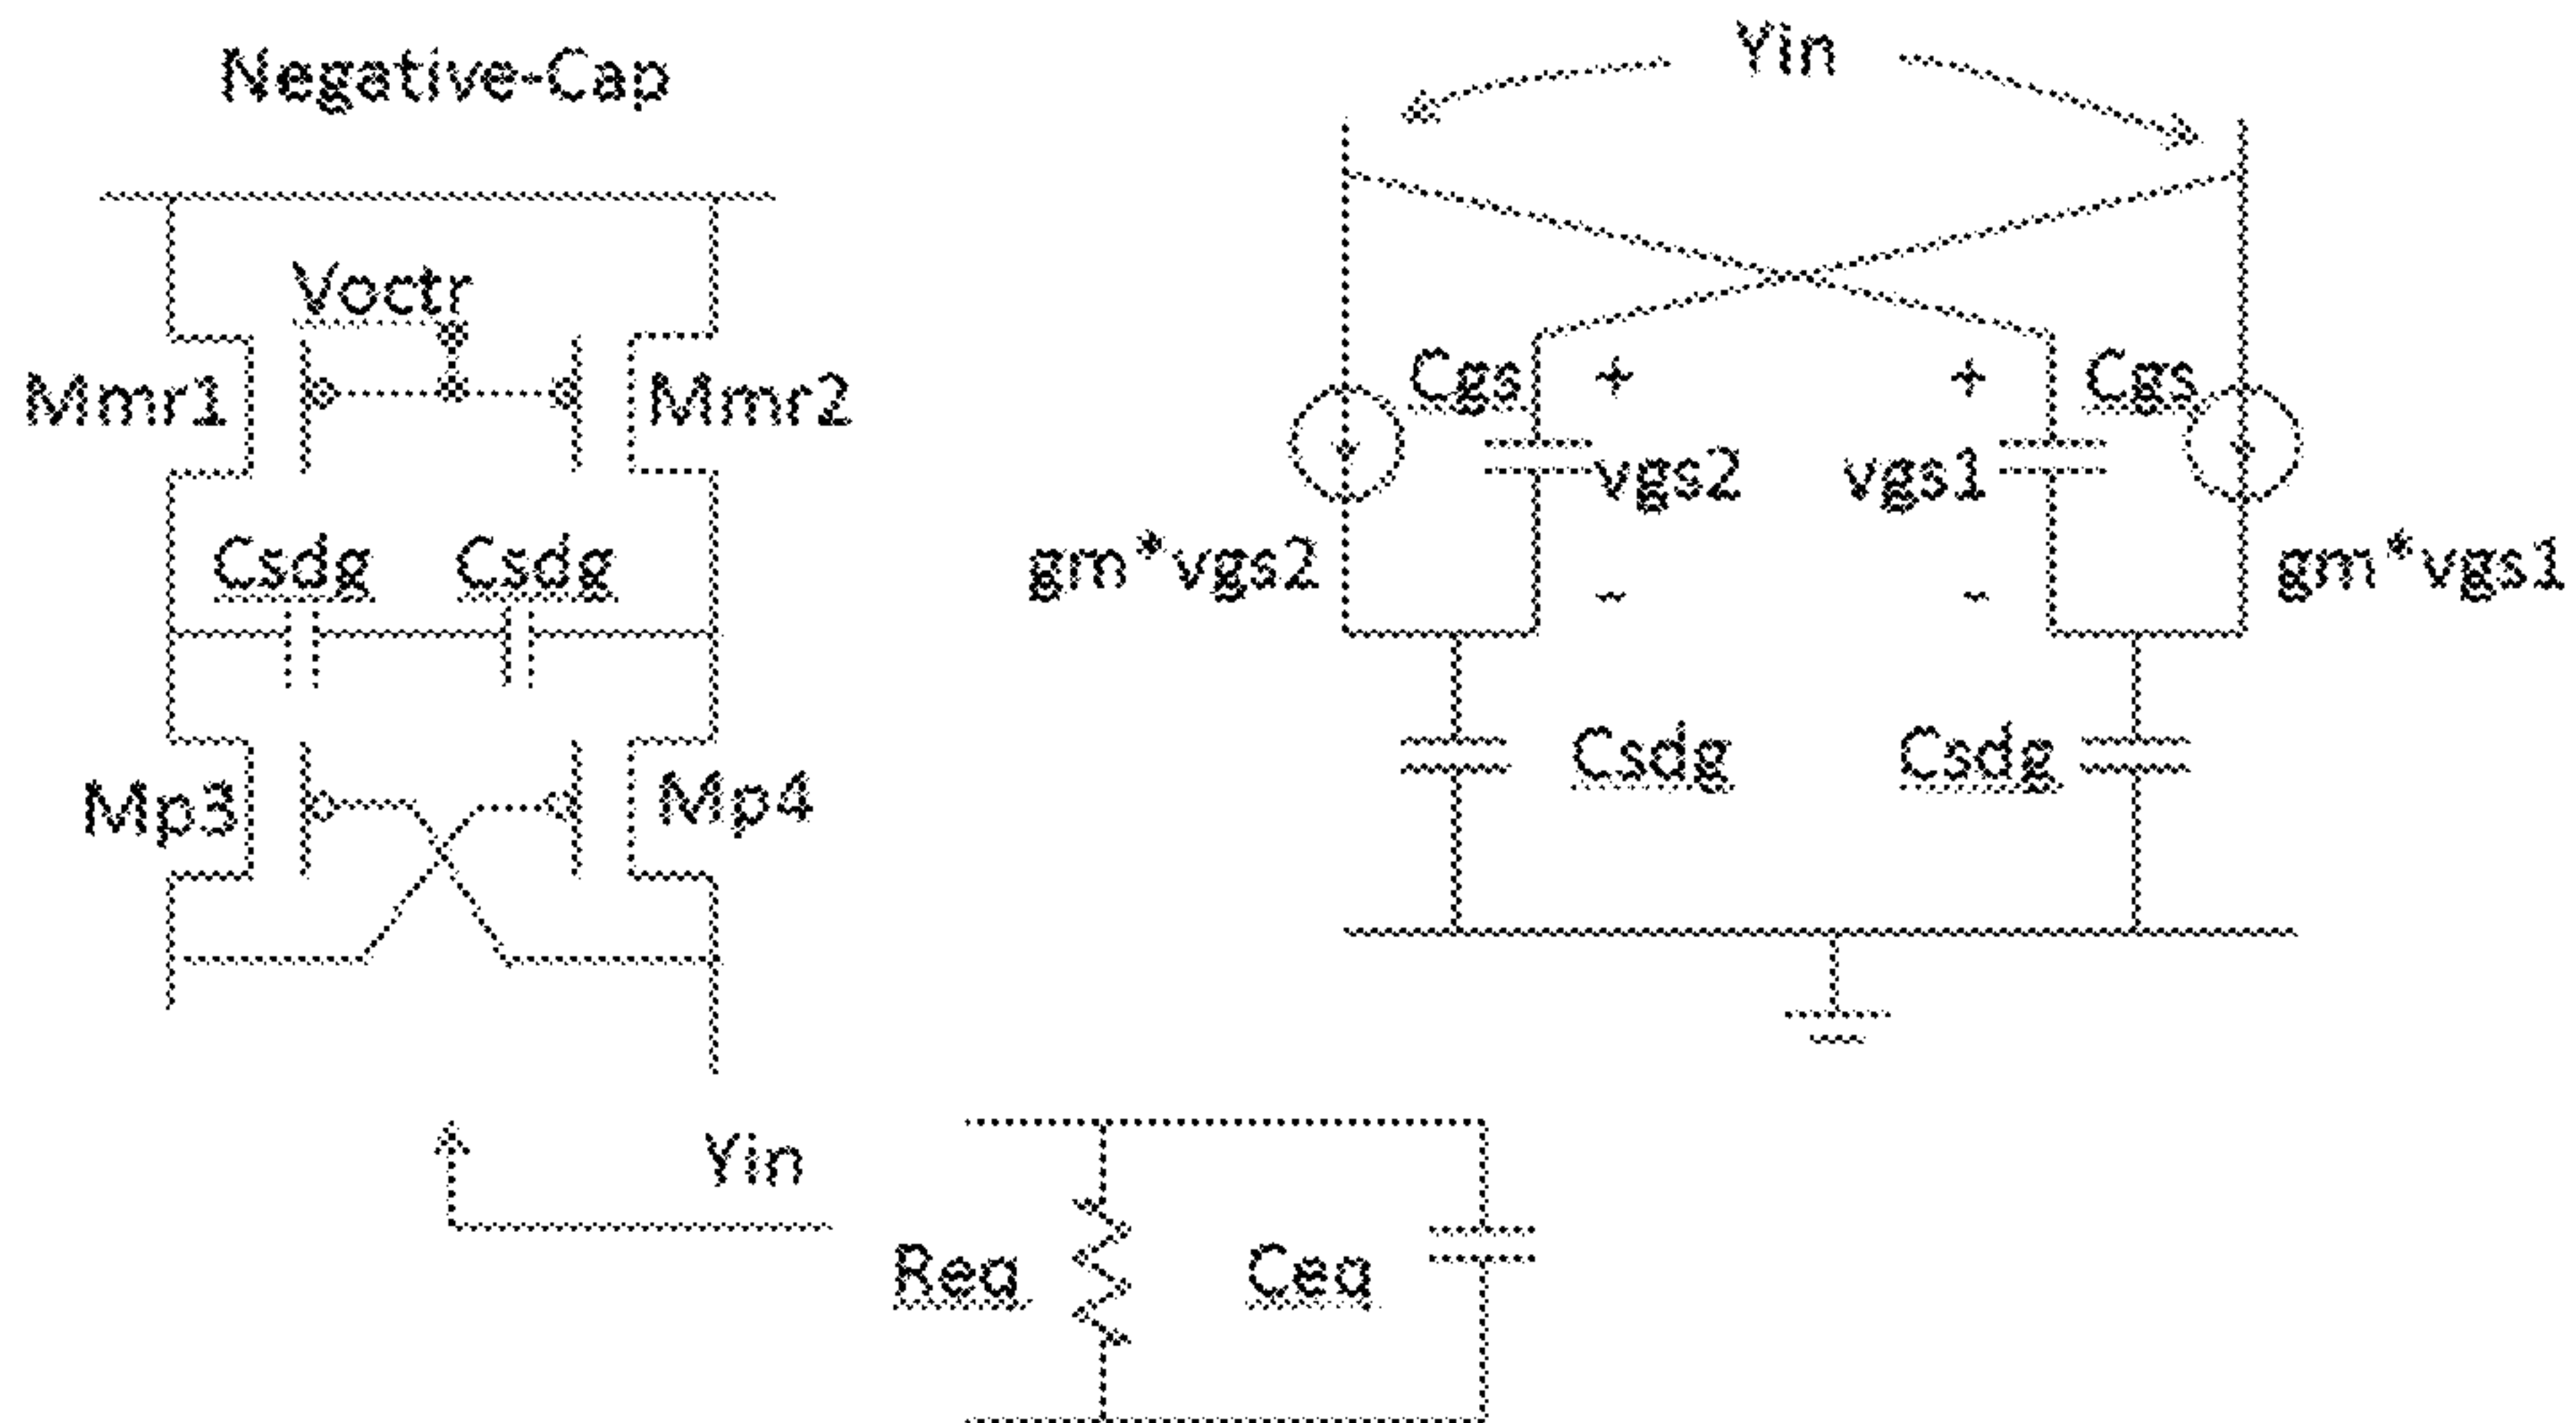 Negative-Cap
Voctr
Mmr1
Mmr2
Csdg
Csdg
Mp3
Mp4
Yin
Yin
Cgs
+
+
Cgs
vgs2
vgs1
gm*vgs2
-
-
gm*vgs1
Csdg
Csdg
Req
Ceq